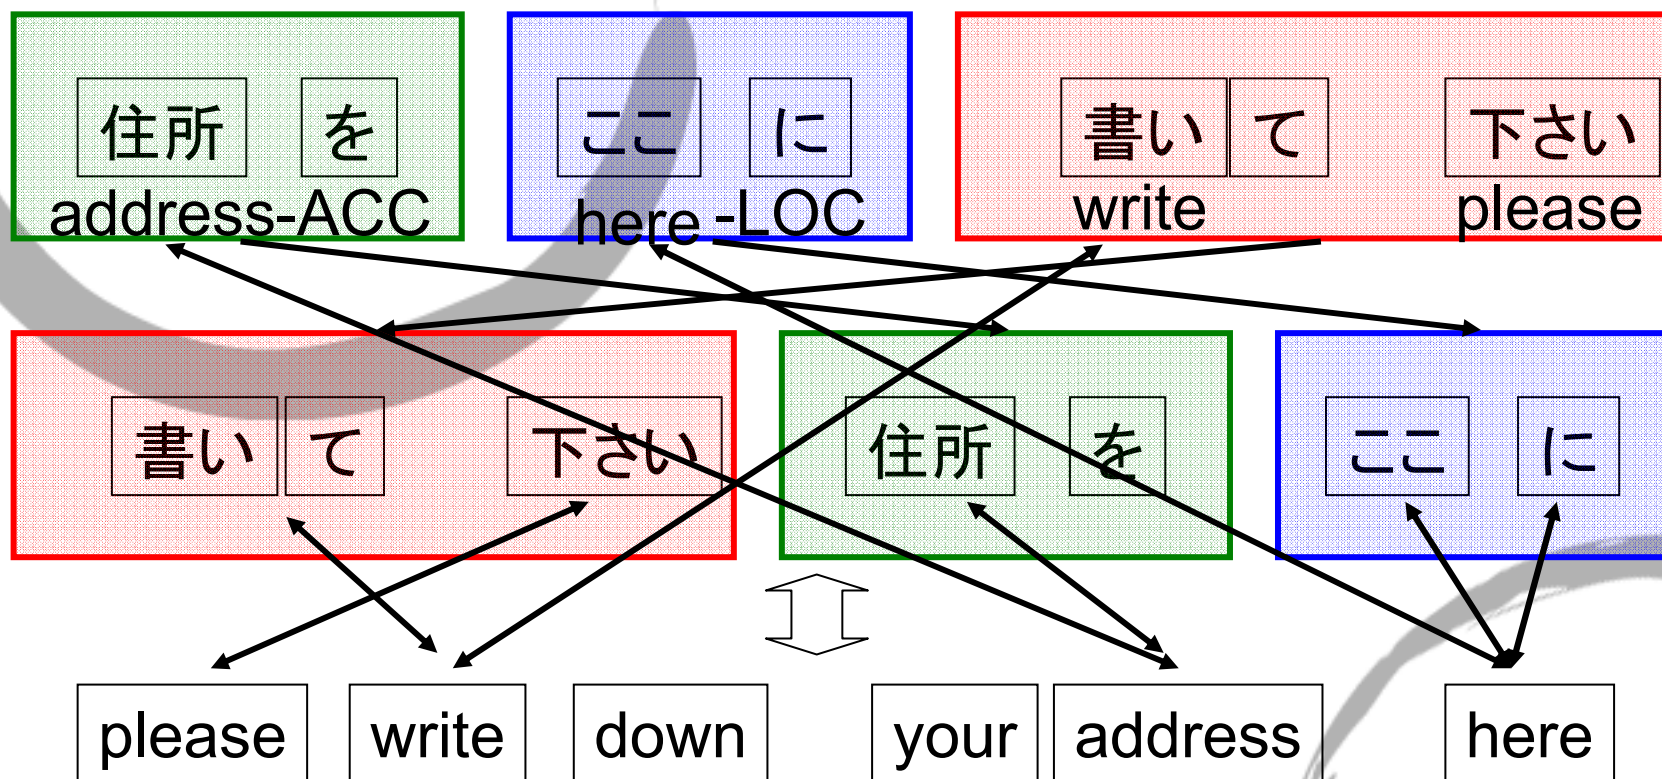 住所 を ここ に 書い て 下さい
address-ACC here -LOC write please
書い て 下さい 住所 を ここ に
please write down your address here